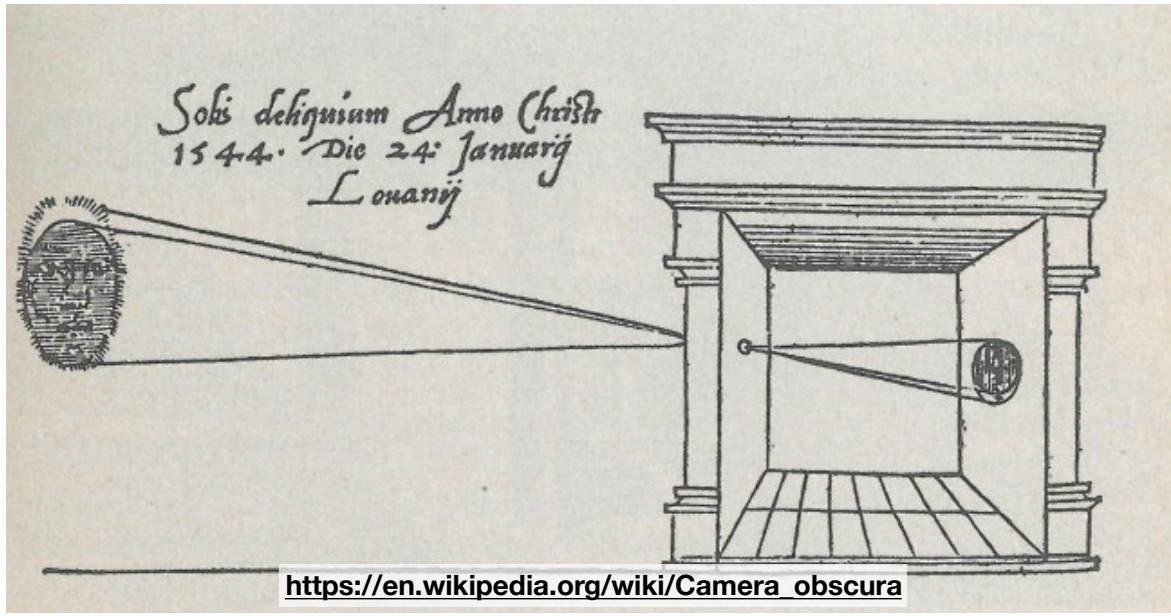 Solis deliquium Anno Christi
1544. Die 24: Januarij
Louanij
https://en.wikipedia.org/wiki/Camera_obscura